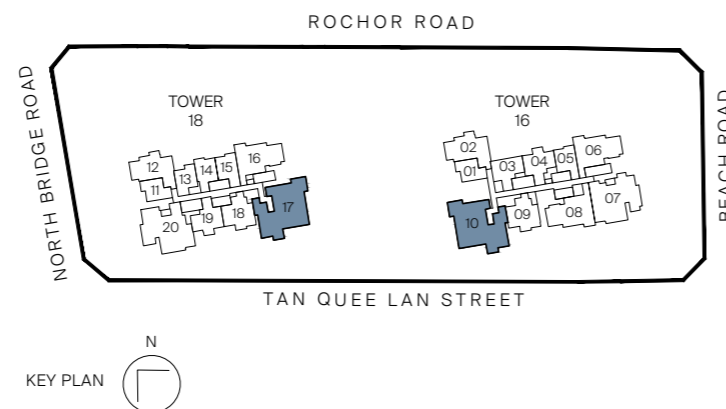 ROCHOR ROAD
NORTH BRIDGE ROAD
BEACH ROAD
TOWER
18
TOWER
16
12
11
13
14
15
16
17
18
19
20
02
01
03
04
05
06
07
08
09
10
TAN QUEE LAN STREET
N
KEY PLAN